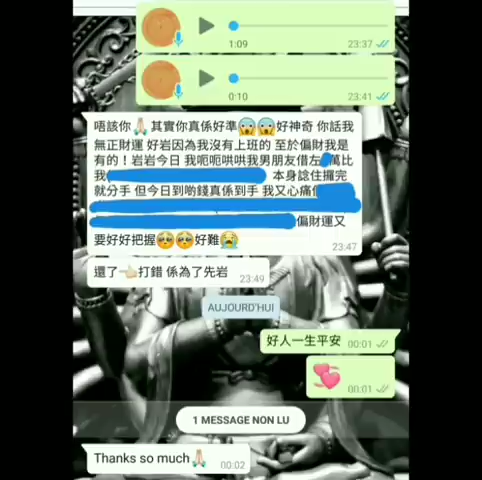 1:09 23:37
0:10 23:41
唔該你🙏🏻其實你真係好準😱😱好神奇 你話我
無正財運 好岩因為我沒有上班的 至於偏財我是
有的！岩岩今日 我呃呃哄哄我男朋友借左 萬比
我 本身諗住攞完
就分手 但今日到啲錢真係到手 我又心痛
偏財運又
要好好把握🥺🥺好難😭
23:47
還了👈🏻打錯 係為了先岩 23:49
AUJOURD'HUI
好人一生平安 00:01
💞 00:01
1 MESSAGE NON LU
Thanks so much🙏🏻 00:02